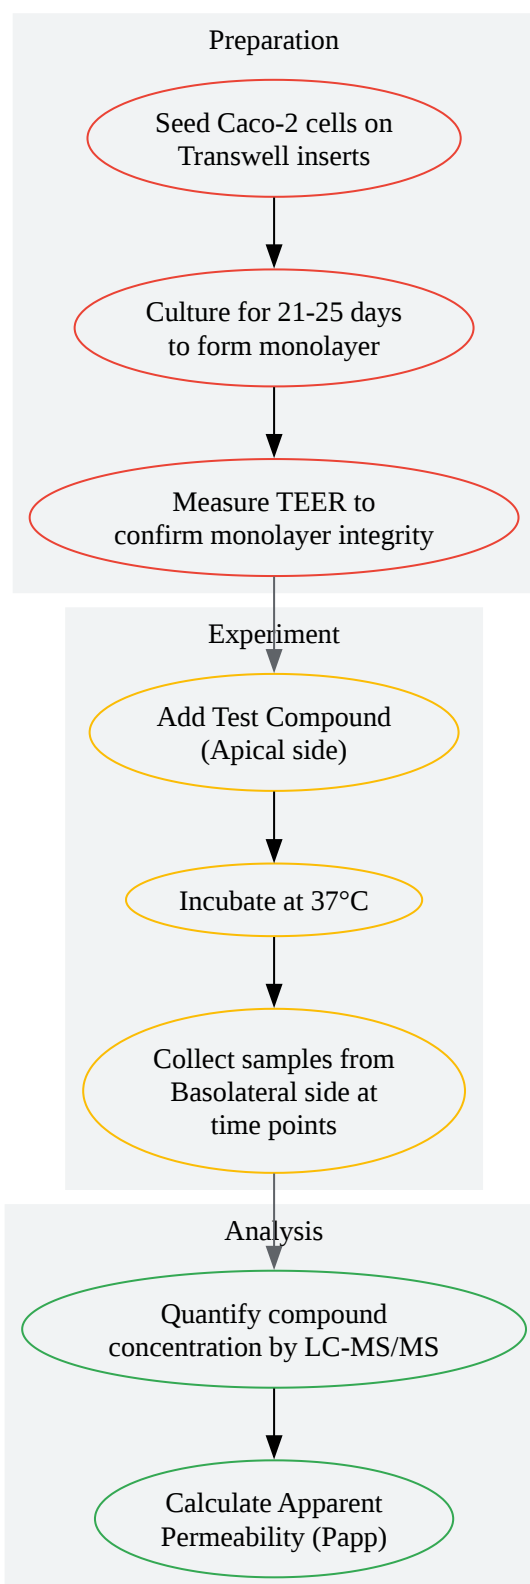 Preparation
Seed Caco-2 cells on
Transwell inserts
Culture for 21-25 days
to form monolayer
Measure TEER to
confirm monolayer integrity
Experiment
Add Test Compound
(Apical side)
Incubate at 37°C
Collect samples from
Basolateral side at
time points
Analysis
Quantify compound
concentration by LC-MS/MS
Calculate Apparent
Permeability (Papp)